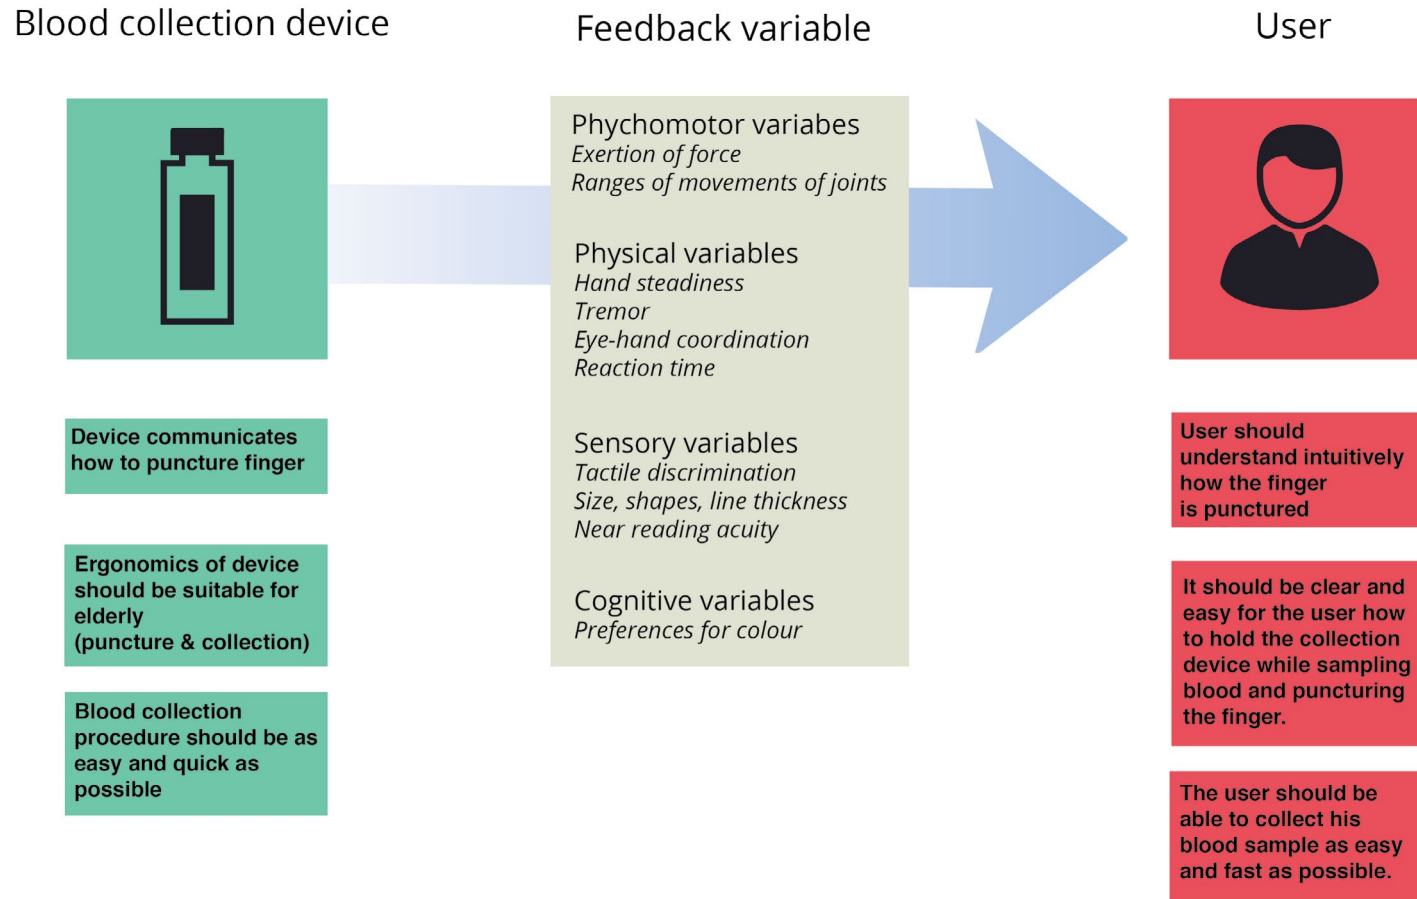 Blood collection device
Feedback variable
User
Phychomotor variabes
Exertion of force
Ranges of movements of joints
Physical variables
Hand steadiness
Tremor
Eye-hand coordination
Reaction time
Sensory variables
Tactile discrimination
Size, shapes, line thickness
Near reading acuity
Cognitive variables
Preferences for colour
Device communicates
how to puncture finger
Ergonomics of device
should be suitable for
elderly
(puncture & collection)
Blood collection
procedure should be as
easy and quick as
possible
User should
understand intuitively
how the finger
is punctured
It should be clear and
easy for the user how
to hold the collection
device while sampling
blood and puncturing
the finger.
The user should be
able to collect his
blood sample as easy
and fast as possible.